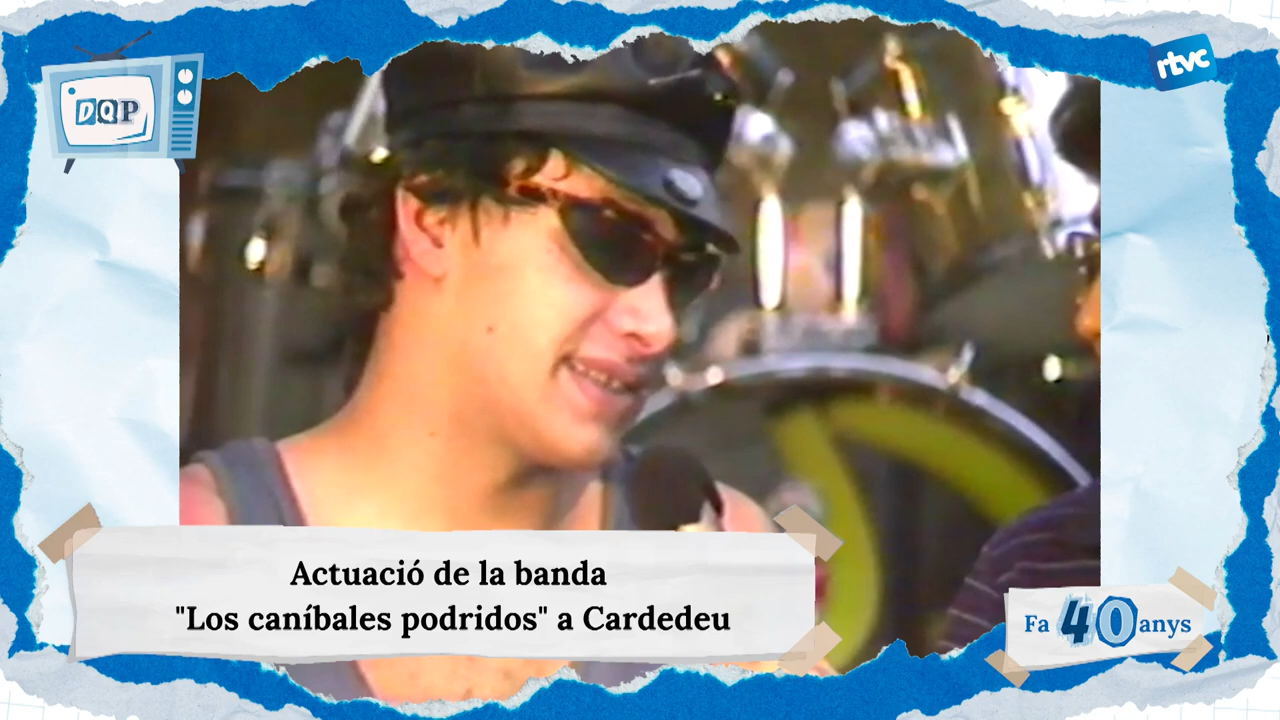 DQP
rtvc
Actuació de la banda
"Los caníbales podridos" a Cardedeu
Fa 40 anys